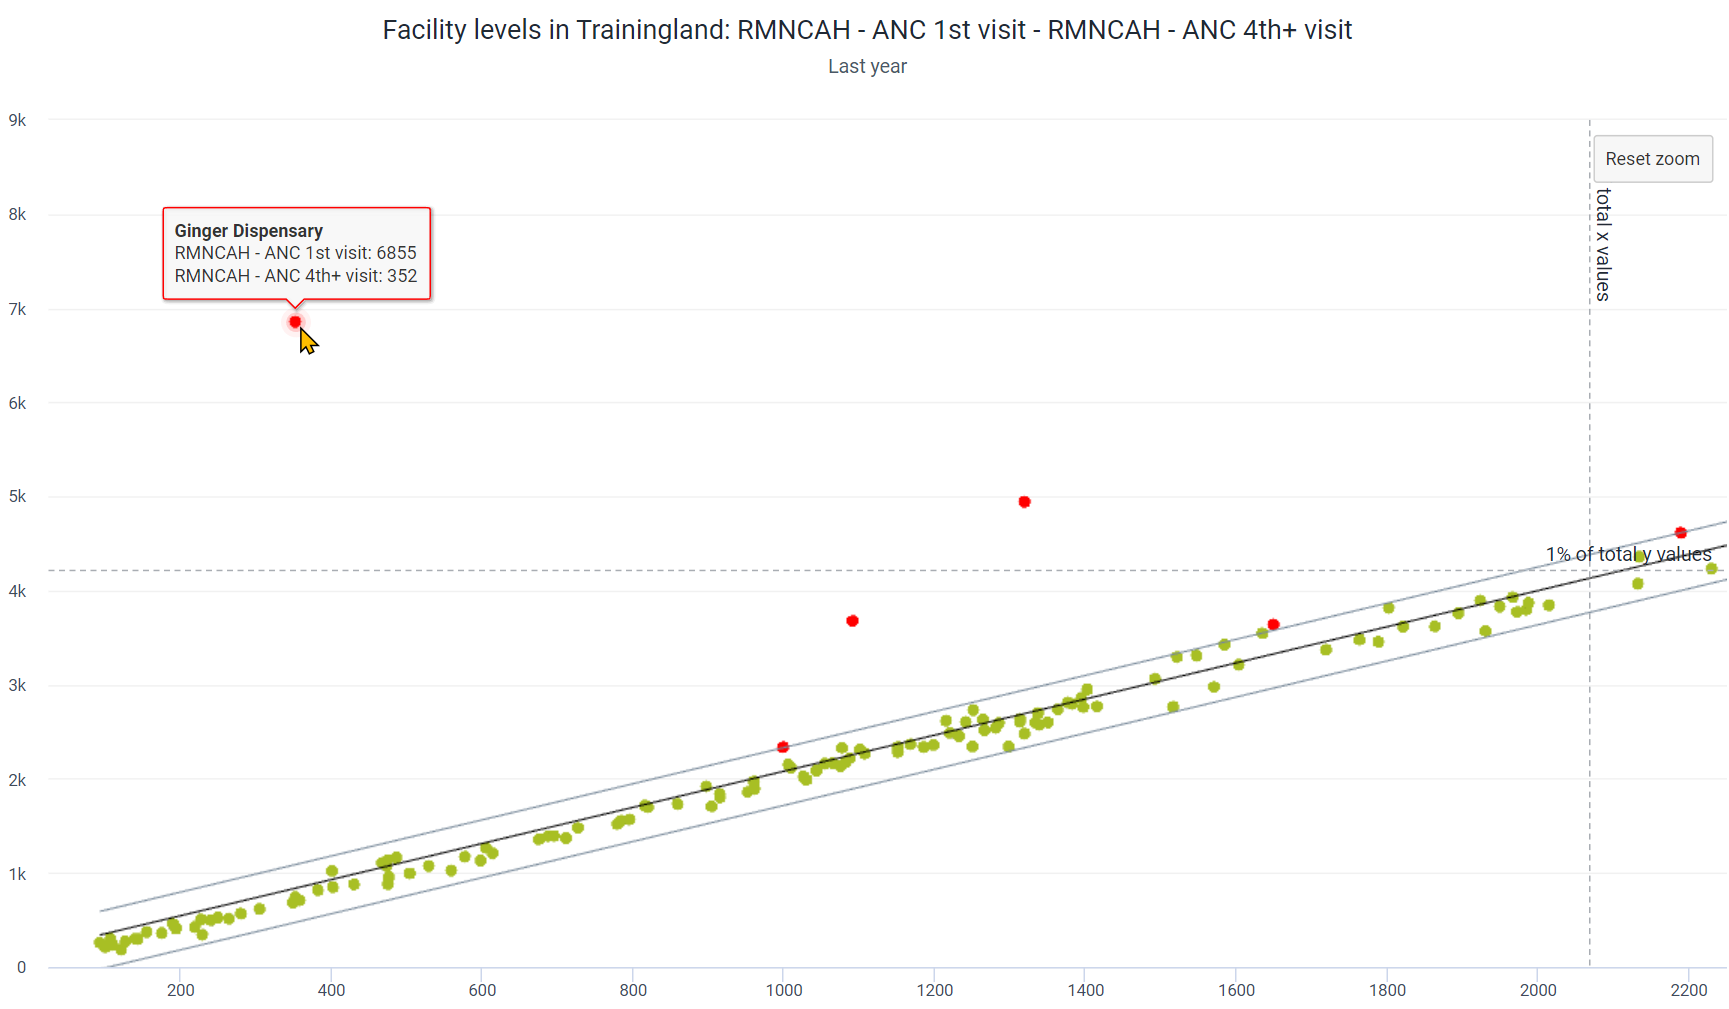 Facility levels in Trainingland: RMNCAH - ANC 1st visit - RMNCAH - ANC 4th+ visit
Last year
9k
8k
7k
6k
5k
4k
3k
2k
1k
0
Reset zoom
total x values
Ginger Dispensary
RMNCAH - ANC 1st visit: 6855
RMNCAH - ANC 4th+ visit: 352
1% of total y values
200 400 600 800 1000 1200 1400 1600 1800 2000 2200